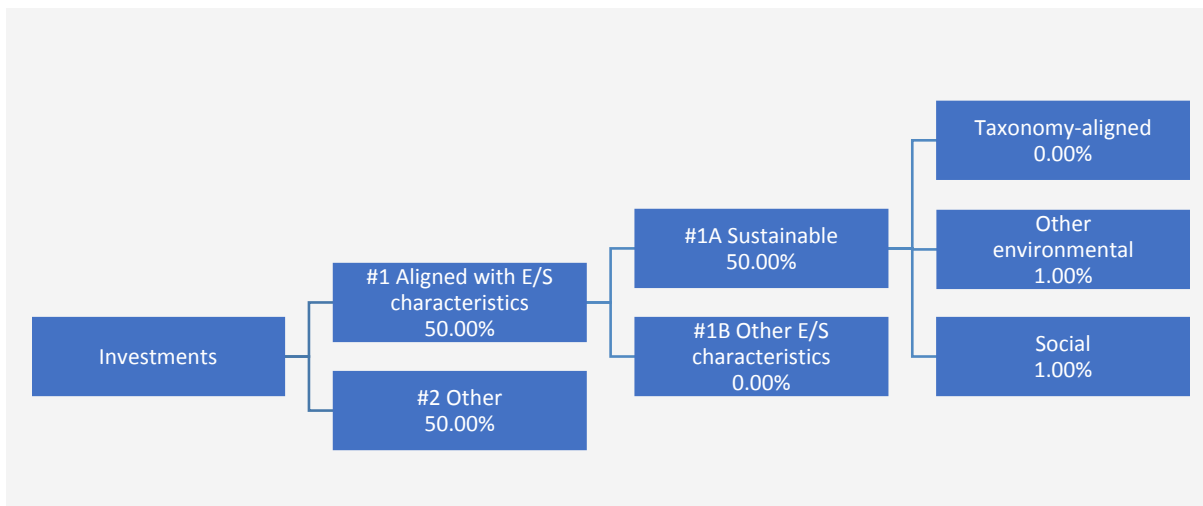 Investments
#1 Aligned with E/S
characteristics
50.00%
#2 Other
50.00%
#1A Sustainable
50.00%
#1B Other E/S
characteristics
0.00%
Taxonomy-aligned
0.00%
Other
environmental
1.00%
Social
1.00%